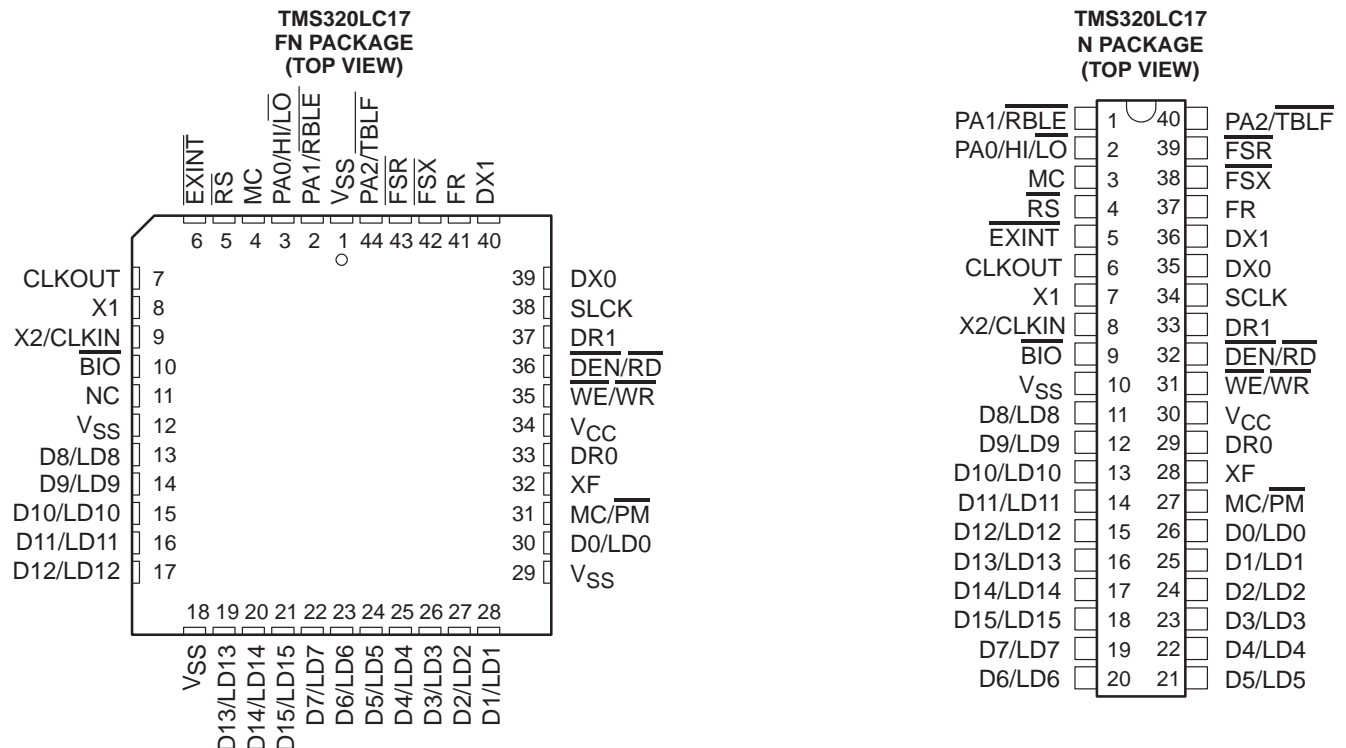 TMS320LC17
FN PACKAGE
(TOP VIEW)
EXINT
RS
MC
PA0/HI/LO
PA1/RBLE
VSS
PA2/TBLF
FSR
FSX
FR
DX1
6 5 4 3 2 1 44 43 42 41 40
CLKOUT 7
X1 8
X2/CLKIN 9
BIO 10
NC 11
VSS 12
D8/LD8 13
D9/LD9 14
D10/LD10 15
D11/LD11 16
D12/LD12 17
39 DX0
38 SLCK
37 DR1
36 DEN/RD
35 WE/WR
34 VCC
33 DR0
32 XF
31 MC/PM
30 D0/LD0
29 VSS
18 19 20 21 22 23 24 25 26 27 28
VSS
D13/LD13
D14/LD14
D15/LD15
D7/LD7
D6/LD6
D5/LD5
D4/LD4
D3/LD3
D2/LD2
D1/LD1
TMS320LC17
N PACKAGE
(TOP VIEW)
PA1/RBLE 1 40 PA2/TBLF
PA0/HI/LO 2 39 FSR
MC 3 38 FSX
RS 4 37 FR
EXINT 5 36 DX1
CLKOUT 6 35 DX0
X1 7 34 SCLK
X2/CLKIN 8 33 DR1
BIO 9 32 DEN/RD
VSS 10 31 WE/WR
D8/LD8 11 30 VCC
D9/LD9 12 29 DR0
D10/LD10 13 28 XF
D11/LD11 14 27 MC/PM
D12/LD12 15 26 D0/LD0
D13/LD13 16 25 D1/LD1
D14/LD14 17 24 D2/LD2
D15/LD15 18 23 D3/LD3
D7/LD7 19 22 D4/LD4
D6/LD6 20 21 D5/LD5